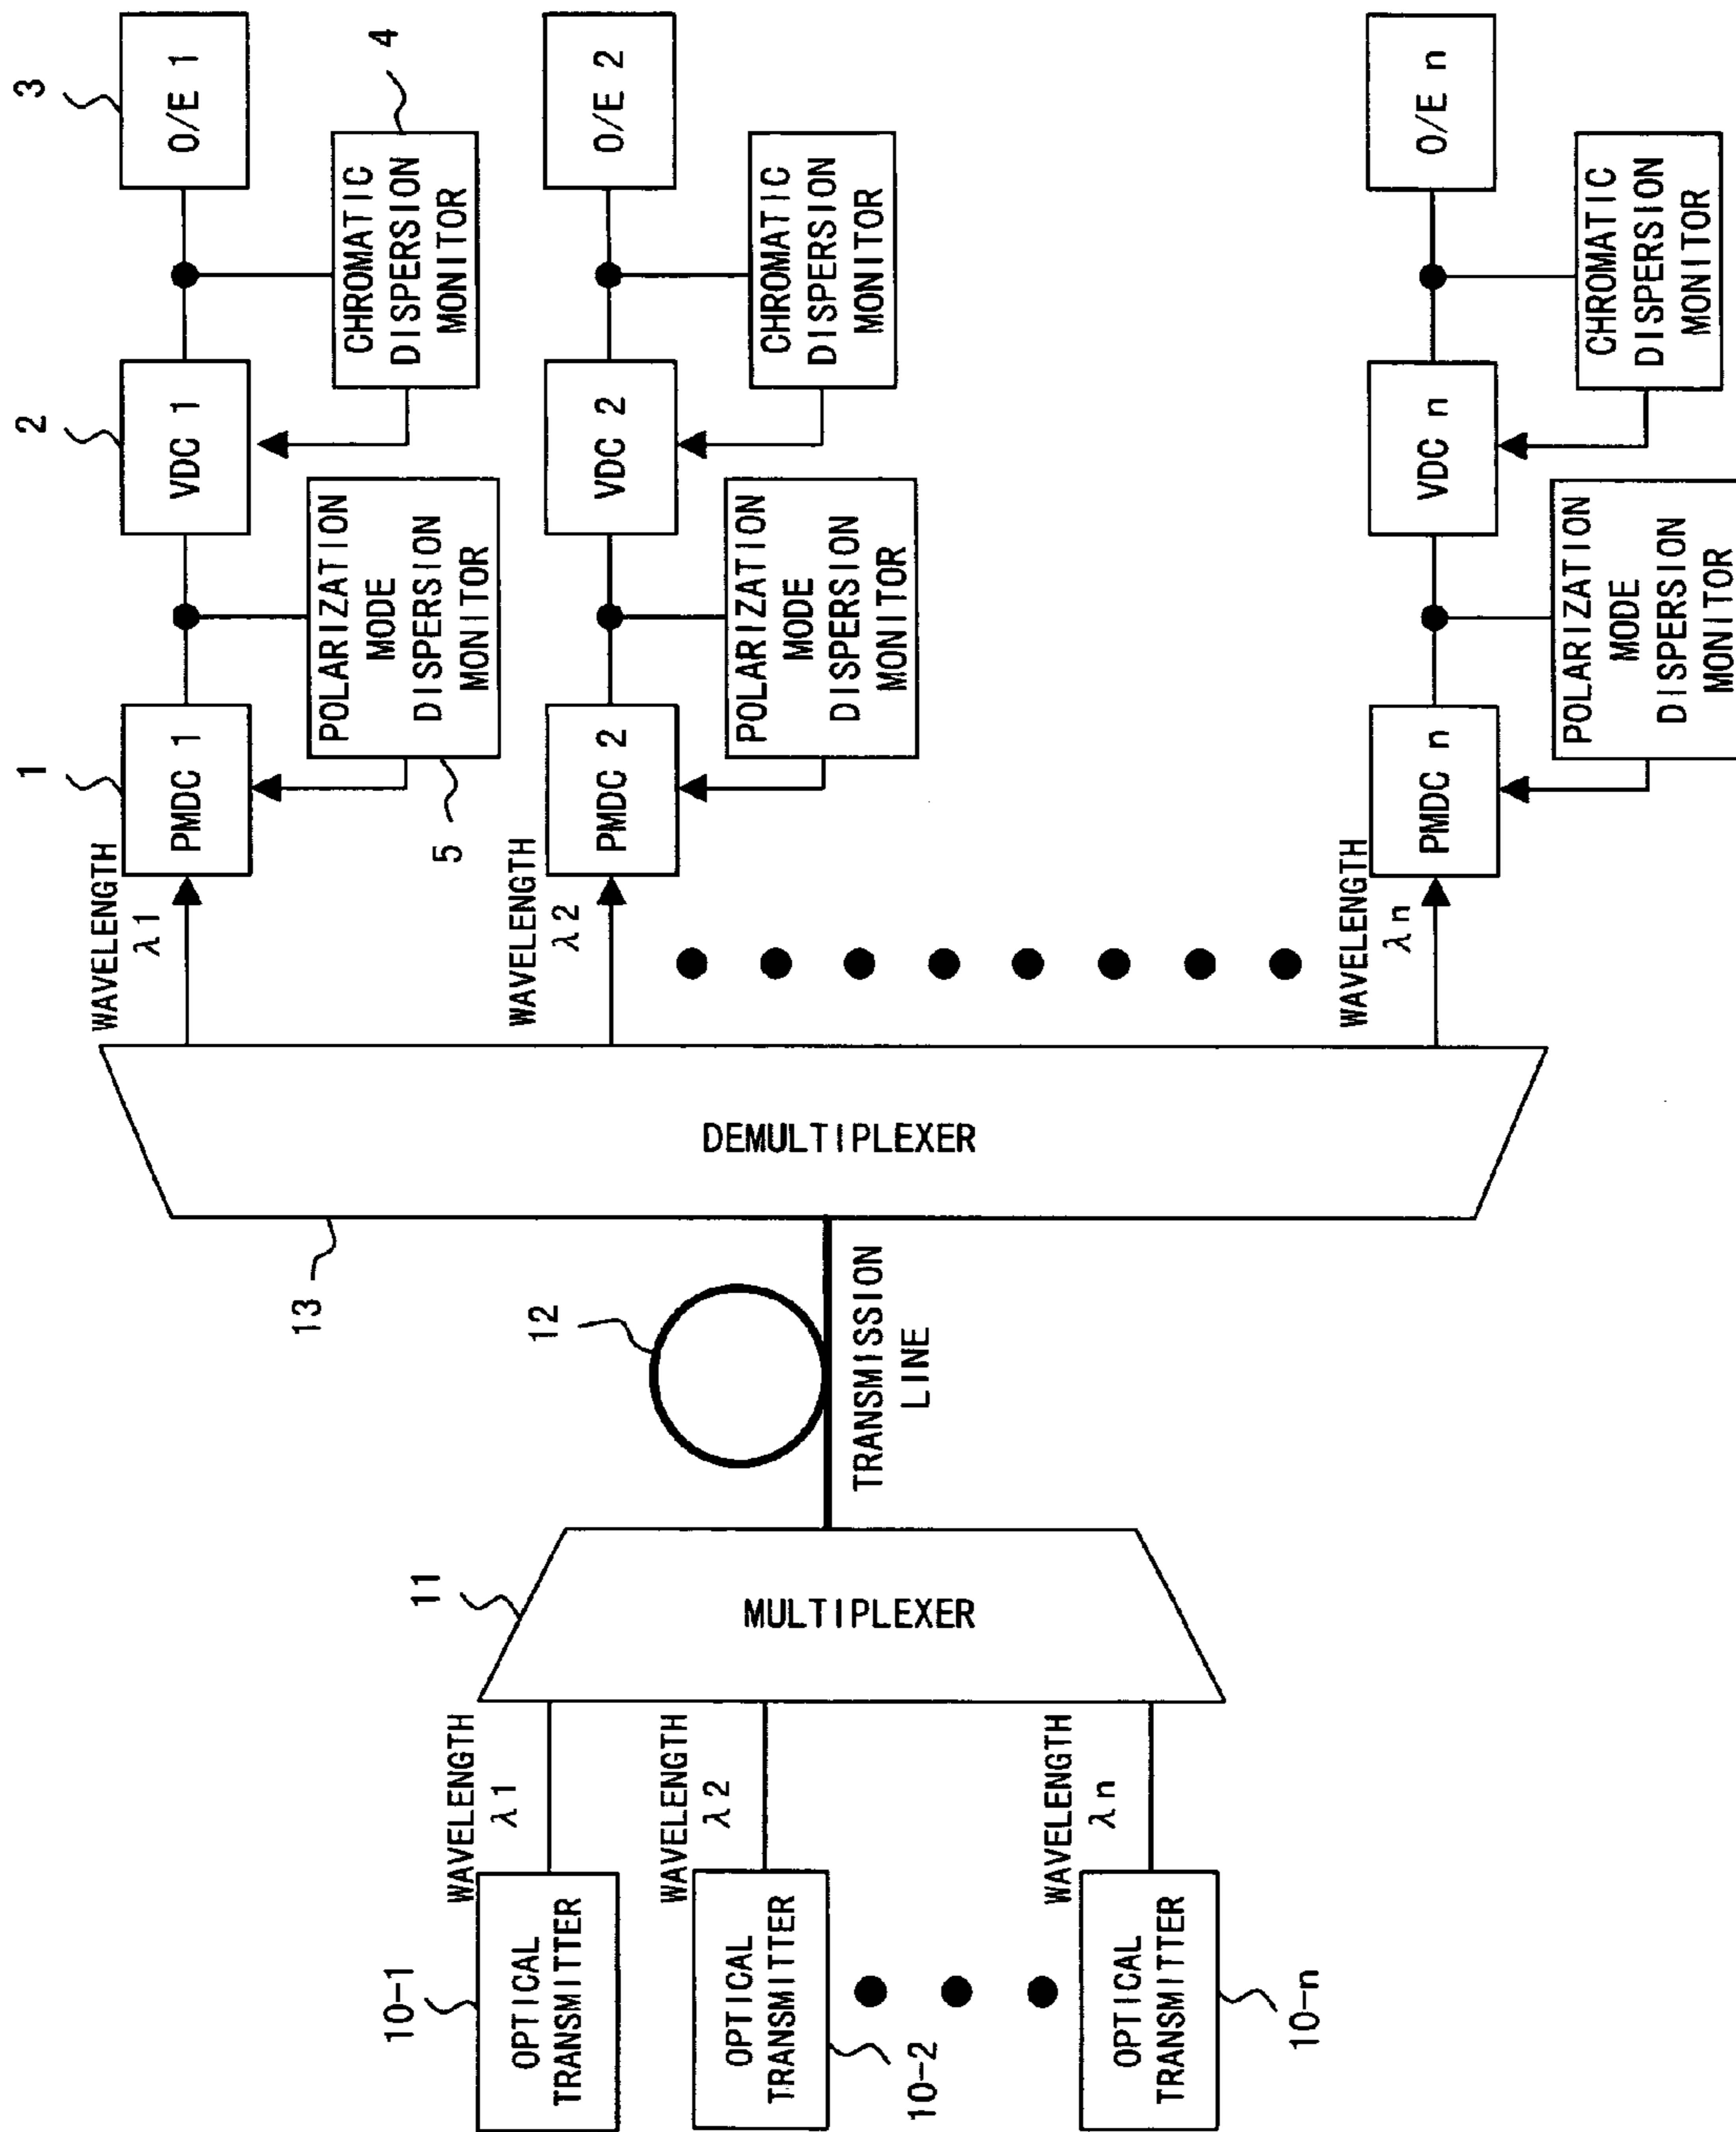 10-1
OPTICAL
TRANSMITTER
WAVELENGTH
λ1
10-2
OPTICAL
TRANSMITTER
WAVELENGTH
λ2
10-n
OPTICAL
TRANSMITTER
WAVELENGTH
λn
11
MULTIPLEXER
12
TRANSMISSION
LINE
13
DEMULTIPLEXER
WAVELENGTH
λ1
1
PMDC 1
2
VDC 1
3
O/E 1
POLARIZATION
MODE
DISPERSION
MONITOR
5
CHROMATIC
DISPERSION
MONITOR
4
WAVELENGTH
λ2
PMDC 2
VDC 2
O/E 2
POLARIZATION
MODE
DISPERSION
MONITOR
CHROMATIC
DISPERSION
MONITOR
WAVELENGTH
λn
PMDC n
VDC n
O/E n
POLARIZATION
MODE
DISPERSION
MONITOR
CHROMATIC
DISPERSION
MONITOR